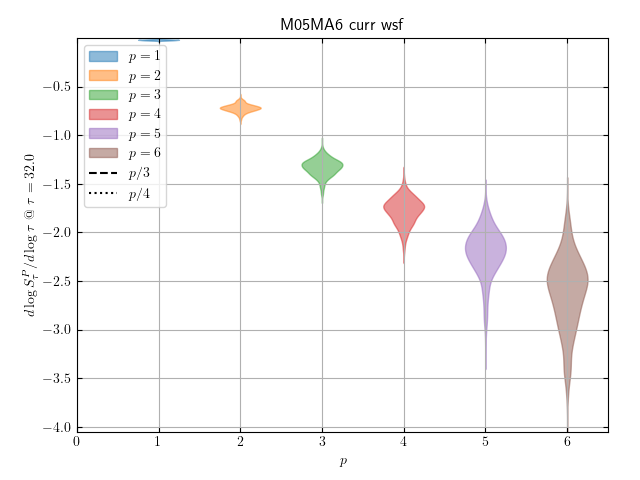 M05MA6 curr wsf
p = 1
p = 2
p = 3
p = 4
p = 5
p = 6
p/3
p/4
−0.5
−1.0
−1.5
−2.0
−2.5
−3.0
−3.5
−4.0
d log S_τ^P / d log τ @ τ = 32.0
0 1 2 3 4 5 6
p